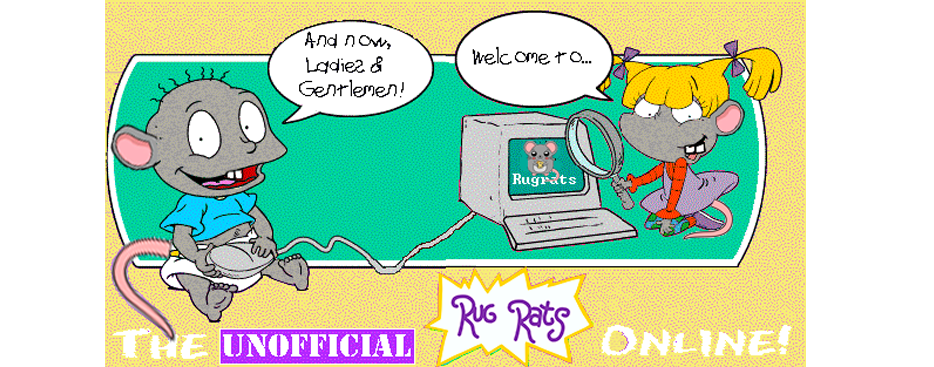 And now,
Ladies &
Gentlemen!
Welcome to...
Rugrats
THE UNOFFICIAL RUG RATS ONLINE!